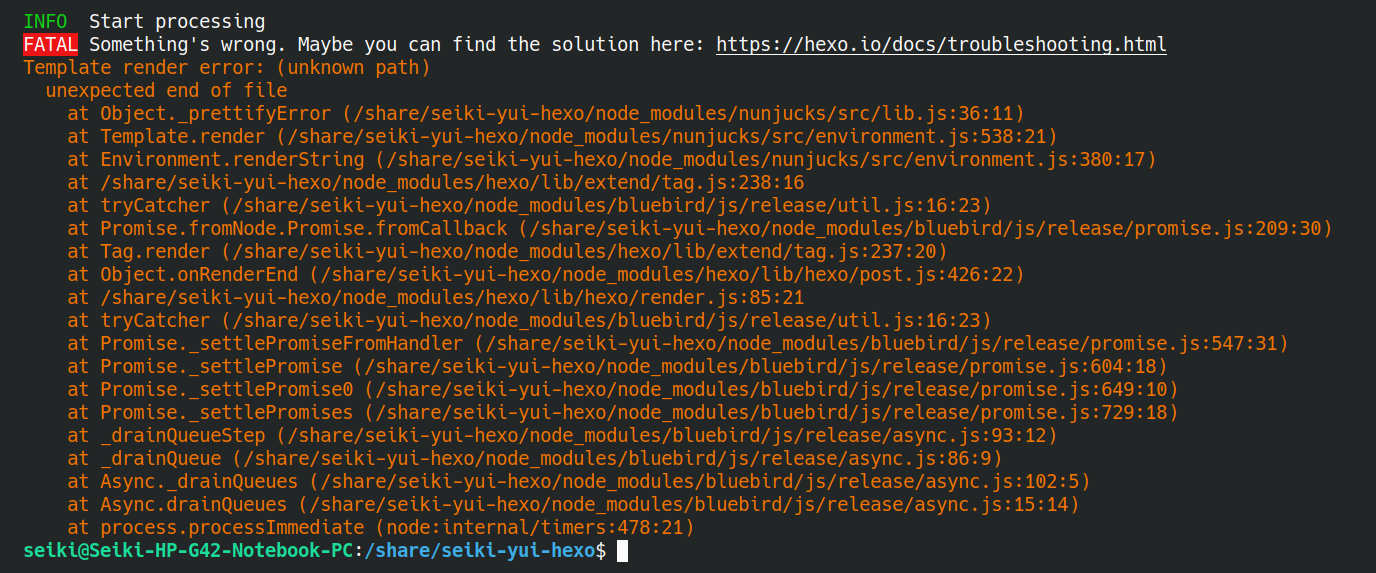 INFO  Start processing
FATAL Something's wrong. Maybe you can find the solution here: https://hexo.io/docs/troubleshooting.html
Template render error: (unknown path)
  unexpected end of file
    at Object._prettifyError (/share/seiki-yui-hexo/node_modules/nunjucks/src/lib.js:36:11)
    at Template.render (/share/seiki-yui-hexo/node_modules/nunjucks/src/environment.js:538:21)
    at Environment.renderString (/share/seiki-yui-hexo/node_modules/nunjucks/src/environment.js:380:17)
    at /share/seiki-yui-hexo/node_modules/hexo/lib/extend/tag.js:238:16
    at tryCatcher (/share/seiki-yui-hexo/node_modules/bluebird/js/release/util.js:16:23)
    at Promise.fromNode.Promise.fromCallback (/share/seiki-yui-hexo/node_modules/bluebird/js/release/promise.js:209:30)
    at Tag.render (/share/seiki-yui-hexo/node_modules/hexo/lib/extend/tag.js:237:20)
    at Object.onRenderEnd (/share/seiki-yui-hexo/node_modules/hexo/lib/hexo/post.js:426:22)
    at /share/seiki-yui-hexo/node_modules/hexo/lib/hexo/render.js:85:21
    at tryCatcher (/share/seiki-yui-hexo/node_modules/bluebird/js/release/util.js:16:23)
    at Promise._settlePromiseFromHandler (/share/seiki-yui-hexo/node_modules/bluebird/js/release/promise.js:547:31)
    at Promise._settlePromise (/share/seiki-yui-hexo/node_modules/bluebird/js/release/promise.js:604:18)
    at Promise._settlePromise0 (/share/seiki-yui-hexo/node_modules/bluebird/js/release/promise.js:649:10)
    at Promise._settlePromises (/share/seiki-yui-hexo/node_modules/bluebird/js/release/promise.js:729:18)
    at _drainQueueStep (/share/seiki-yui-hexo/node_modules/bluebird/js/release/async.js:93:12)
    at _drainQueue (/share/seiki-yui-hexo/node_modules/bluebird/js/release/async.js:86:9)
    at Async._drainQueues (/share/seiki-yui-hexo/node_modules/bluebird/js/release/async.js:102:5)
    at Async.drainQueues (/share/seiki-yui-hexo/node_modules/bluebird/js/release/async.js:15:14)
    at process.processImmediate (node:internal/timers:478:21)
seiki@Seiki-HP-G42-Notebook-PC:/share/seiki-yui-hexo$